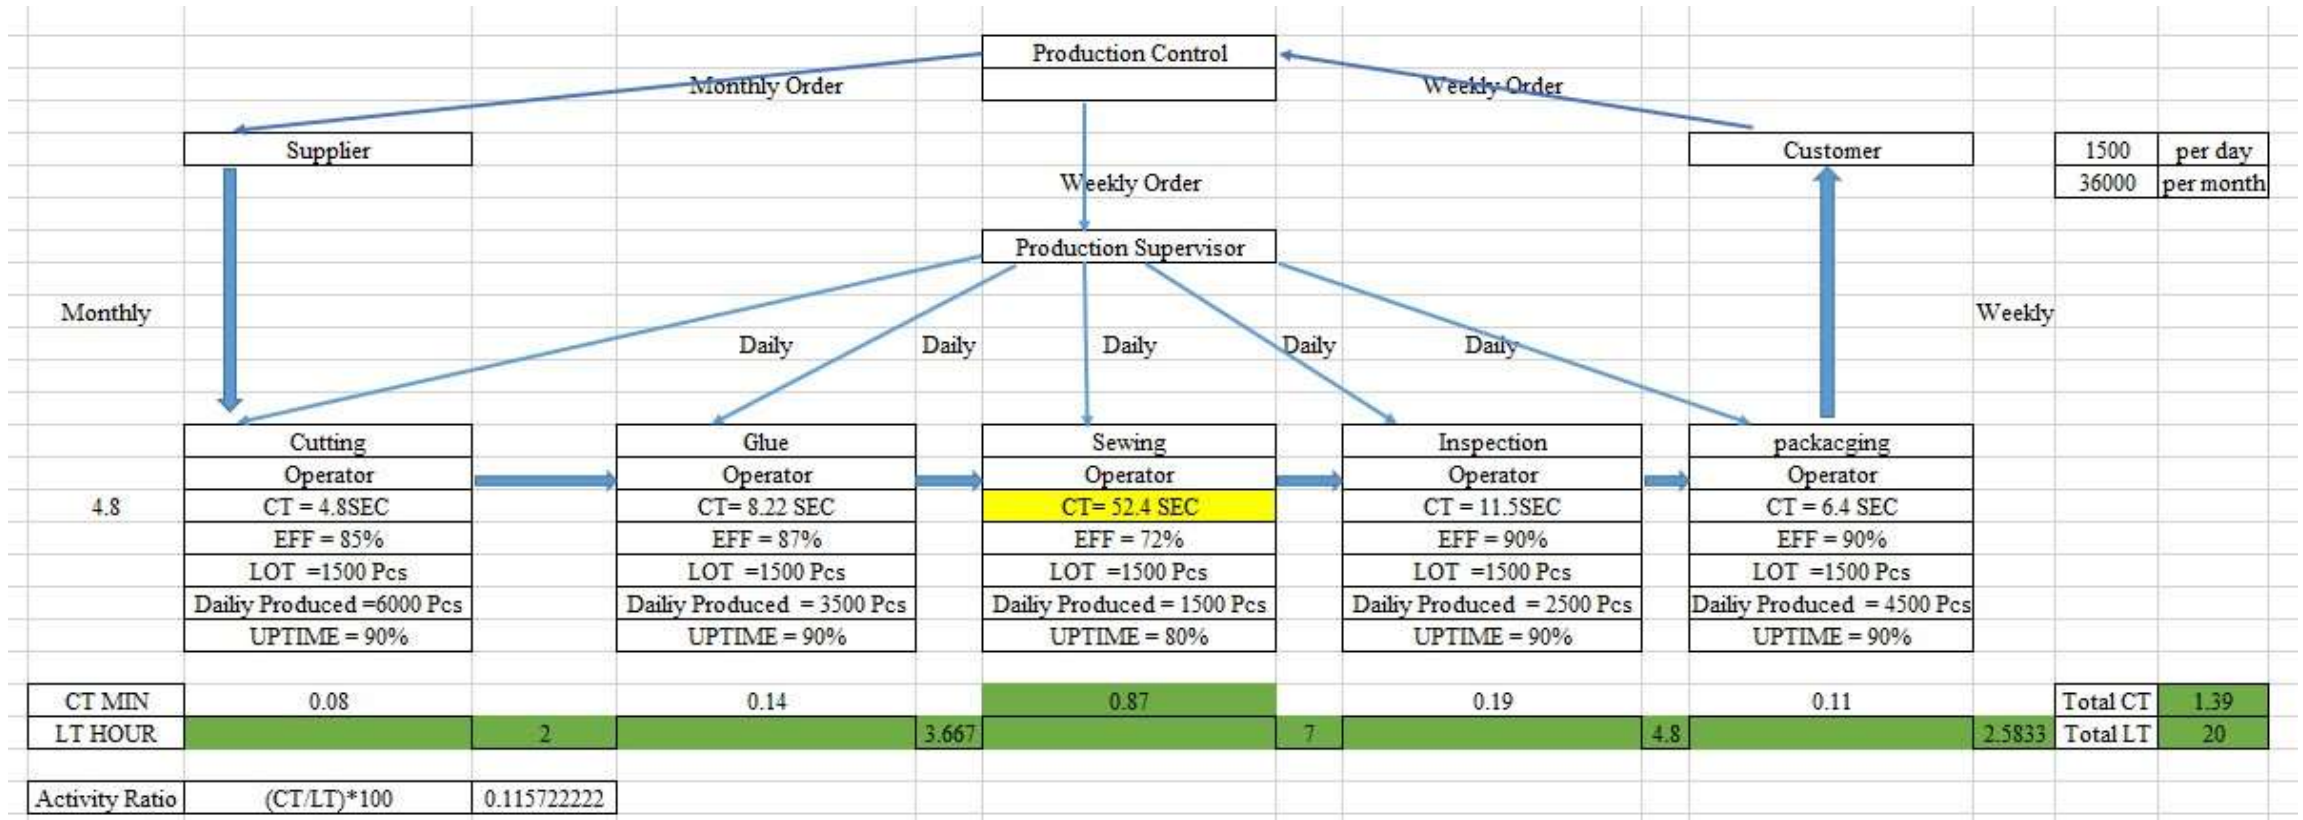 Production Control
Monthly Order
Weekly Order
Supplier
Customer
1500 per day
Weekly Order
36000 per month
Production Supervisor
Monthly
Weekly
Daily Daily Daily Daily Daily
Cutting Glue Sewing Inspection packacging
Operator Operator Operator Operator Operator
4.8 CT = 4.8SEC CT= 8.22 SEC CT= 52.4 SEC CT = 11.5SEC CT = 6.4 SEC
EFF = 85% EFF = 87% EFF = 72% EFF = 90% EFF = 90%
LOT =1500 Pcs LOT =1500 Pcs LOT =1500 Pcs LOT =1500 Pcs LOT =1500 Pcs
Dailiy Produced =6000 Pcs Dailiy Produced = 3500 Pcs Dailiy Produced = 1500 Pcs Dailiy Produced = 2500 Pcs Dailiy Produced = 4500 Pcs
UPTIME = 90% UPTIME = 90% UPTIME = 80% UPTIME = 90% UPTIME = 90%
CT MIN 0.08 0.14 0.87 0.19 0.11 Total CT 1.39
LT HOUR 2 3.667 7 4.8 2.5833 Total LT 20
Activity Ratio (CT/LT)*100 0.115722222